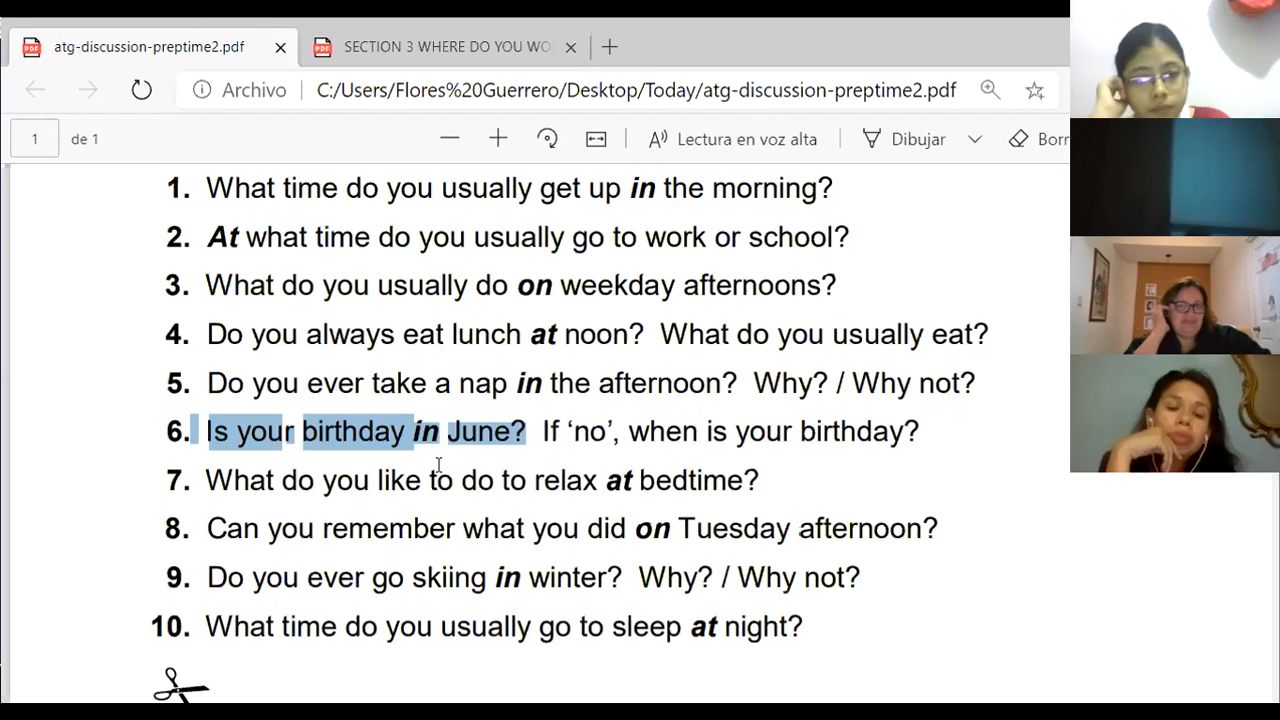 atg-discussion-preptime2.pdf
SECTION 3 WHERE DO YOU WO
Archivo
C:/Users/Flores%20Guerrero/Desktop/Today/atg-discussion-preptime2.pdf
1 de 1
Lectura en voz alta
Dibujar
Borr
1. What time do you usually get up in the morning?
2. At what time do you usually go to work or school?
3. What do you usually do on weekday afternoons?
4. Do you always eat lunch at noon? What do you usually eat?
5. Do you ever take a nap in the afternoon? Why? / Why not?
6. Is your birthday in June? If ‘no’, when is your birthday?
7. What do you like to do to relax at bedtime?
8. Can you remember what you did on Tuesday afternoon?
9. Do you ever go skiing in winter? Why? / Why not?
10. What time do you usually go to sleep at night?